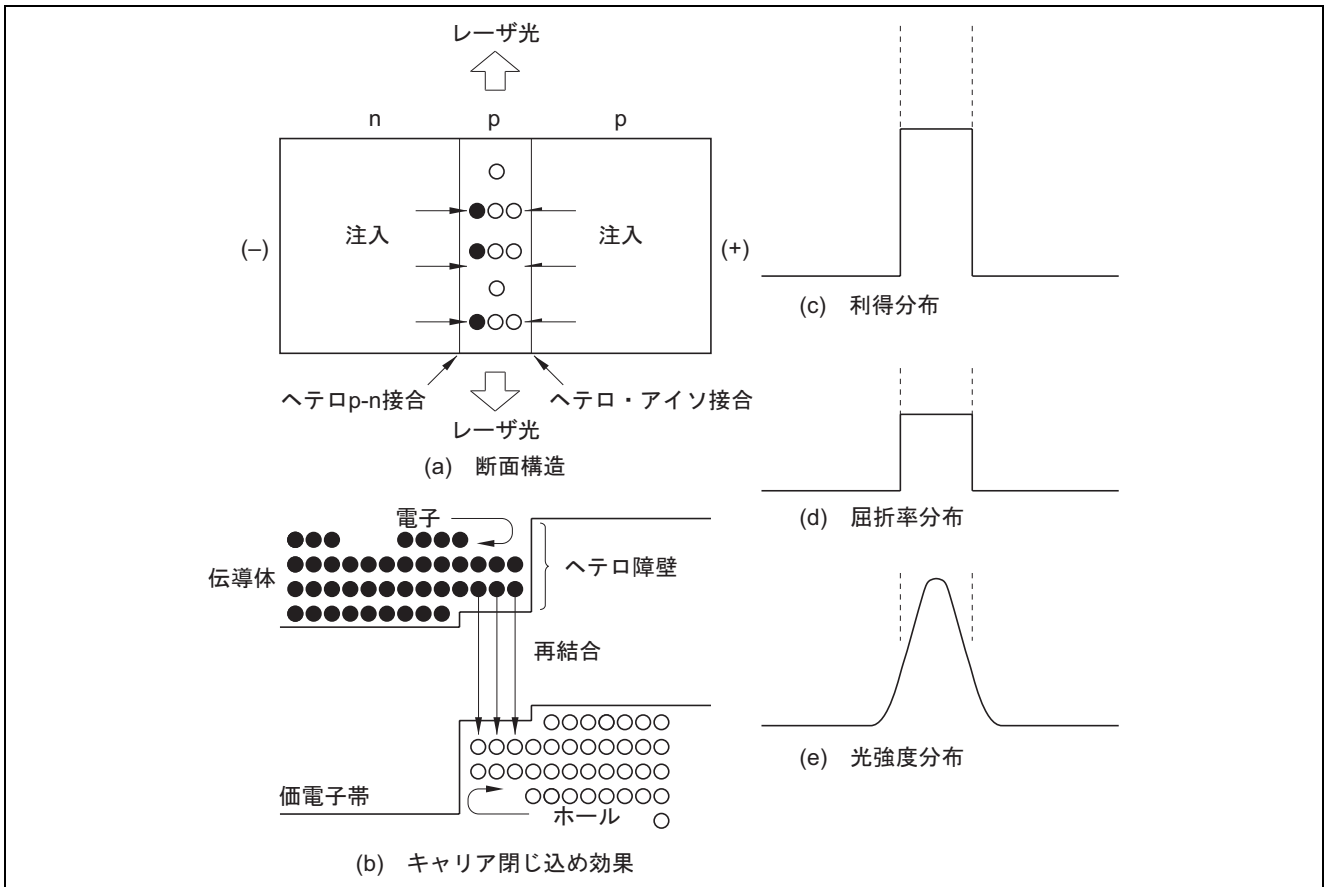 レーザ光
n p p
(–) 注入 注入 (+)
ヘテロp-n接合 ヘテロ・アイソ接合
レーザ光
(a) 断面構造
電子
伝導体
ヘテロ障壁
再結合
価電子帯
ホール
(b) キャリア閉じ込め効果
(c) 利得分布
(d) 屈折率分布
(e) 光強度分布